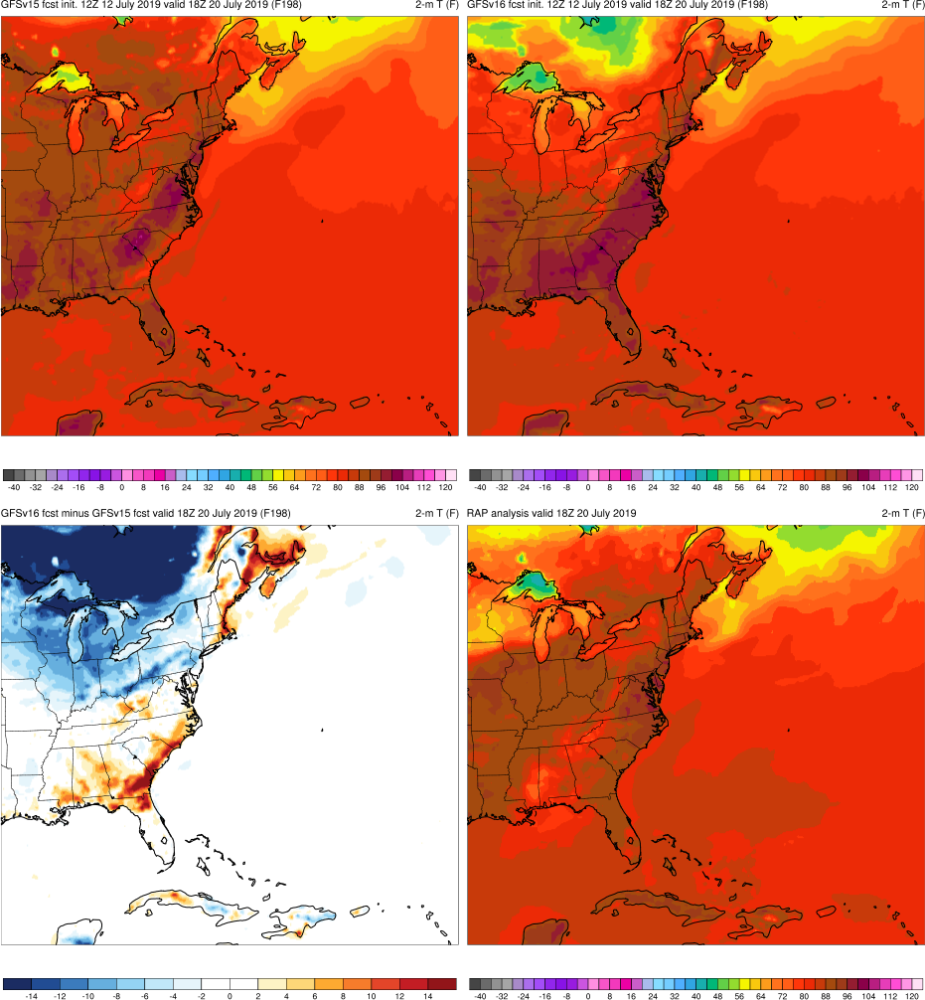 GFSv15 fcst init. 12Z 12 July 2019 valid 18Z 20 July 2019 (F198) 2-m T (F)
GFSv16 fcst init. 12Z 12 July 2019 valid 18Z 20 July 2019 (F198) 2-m T (F)
-40 -32 -24 -16 -8 0 8 16 24 32 40 48 56 64 72 80 88 96 104 112 120
-40 -32 -24 -16 -8 0 8 16 24 32 40 48 56 64 72 80 88 96 104 112 120
GFSv16 fcst minus GFSv15 fcst valid 18Z 20 July 2019 (F198) 2-m T (F)
RAP analysis valid 18Z 20 July 2019 2-m T (F)
-14 -12 -10 -8 -6 -4 -2 0 2 4 6 8 10 12 14
-40 -32 -24 -16 -8 0 8 16 24 32 40 48 56 64 72 80 88 96 104 112 120